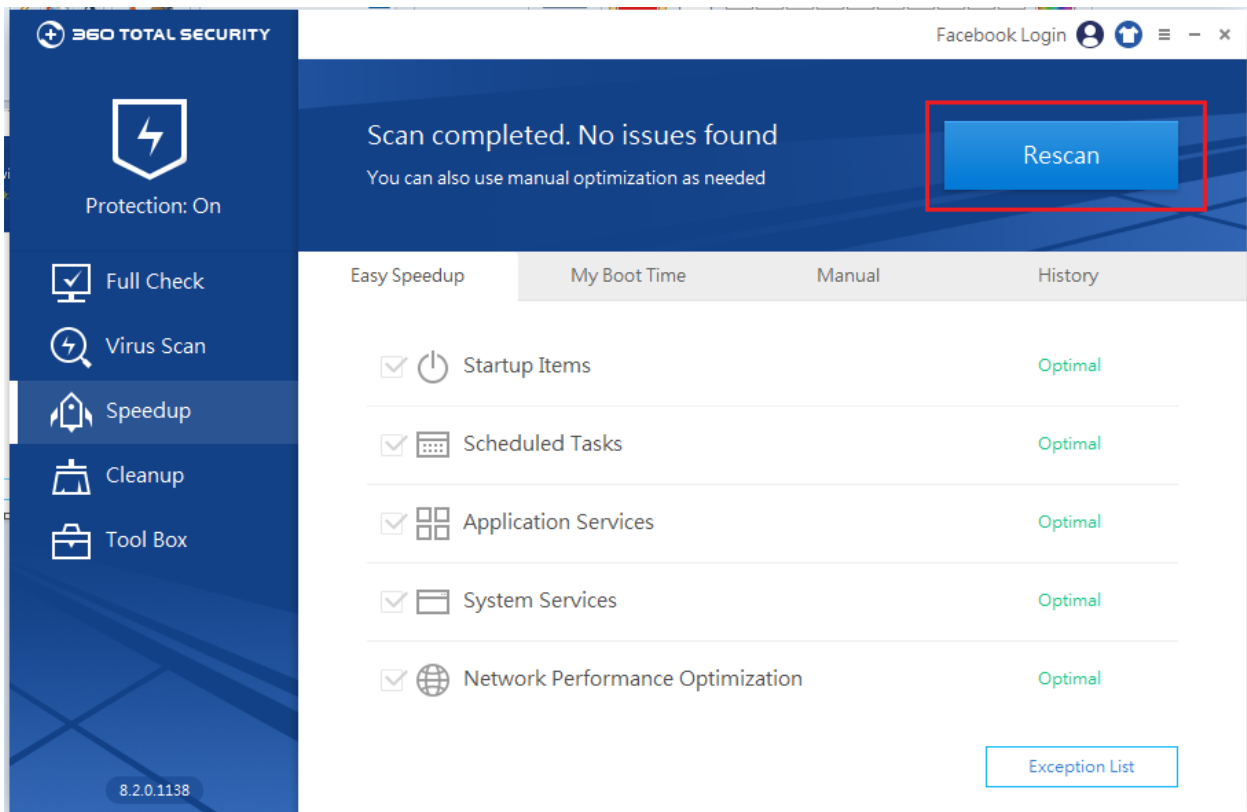 360 TOTAL SECURITY
Facebook Login
Protection: On
Scan completed. No issues found
You can also use manual optimization as needed
Rescan
Full Check
Virus Scan
Speedup
Cleanup
Tool Box
8.2.0.1138
Easy Speedup My Boot Time Manual History
Startup Items Optimal
Scheduled Tasks Optimal
Application Services Optimal
System Services Optimal
Network Performance Optimization Optimal
Exception List